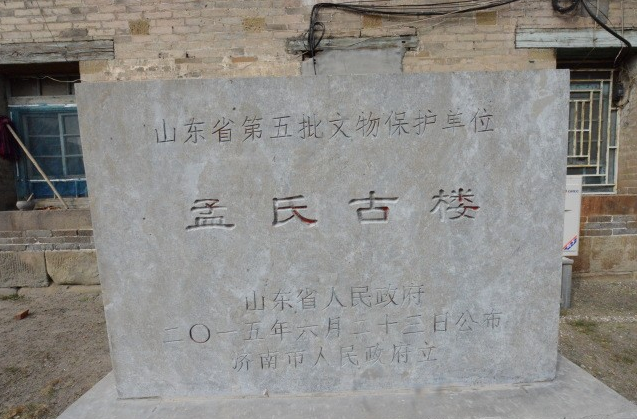 山东省第五批文物保护单位
孟氏古楼
山东省人民政府
二〇一五年六月二十三日公布
济南市人民政府立